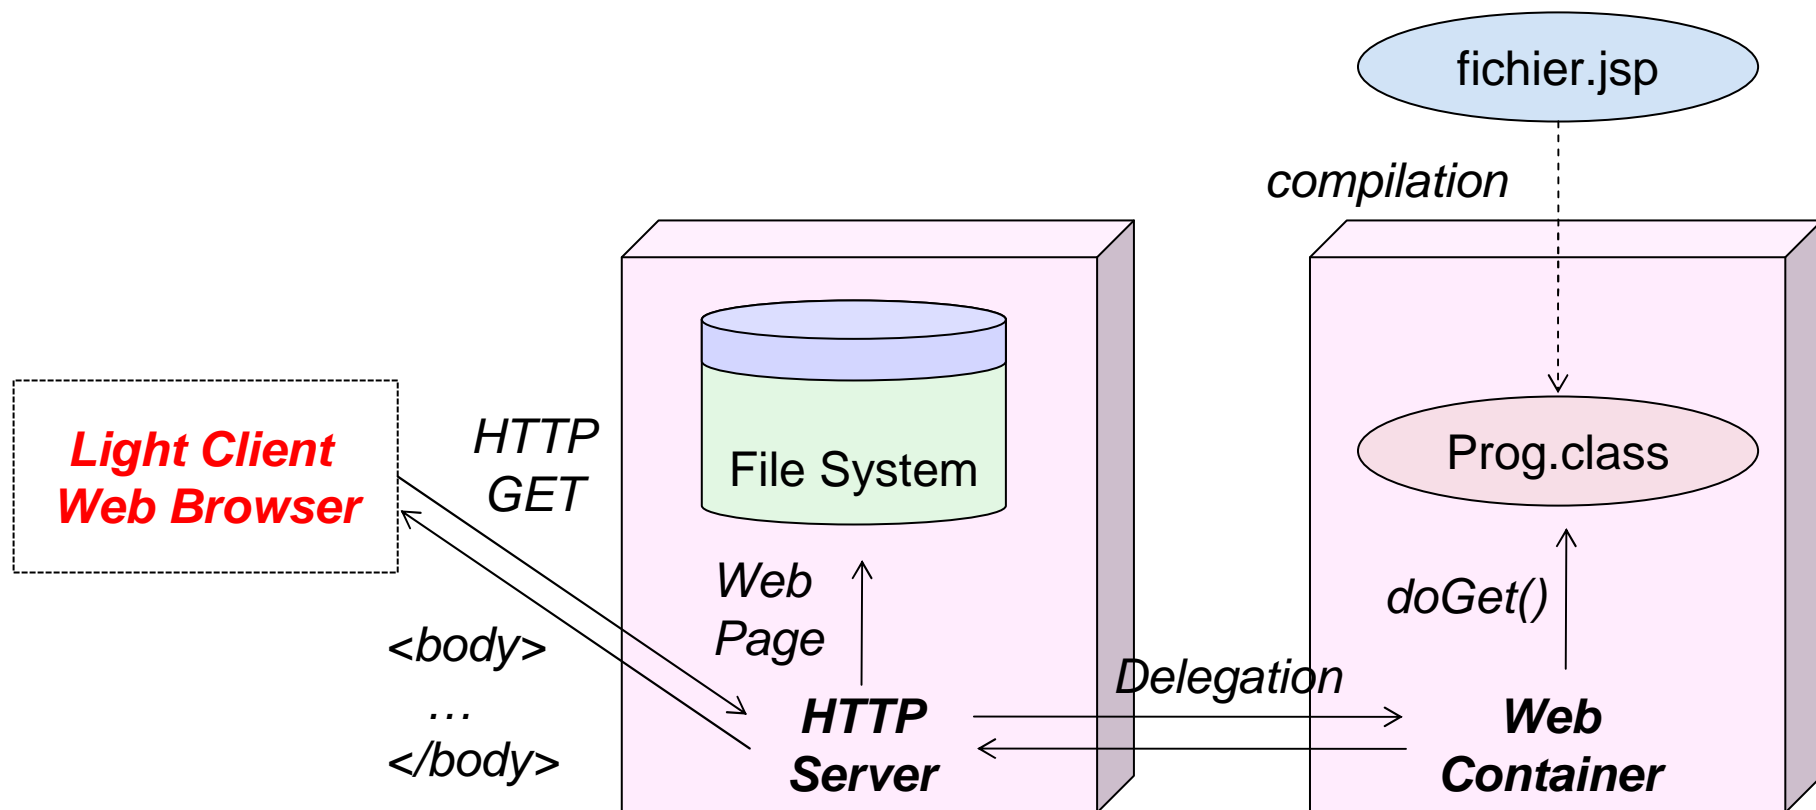 fichier.jsp
compilation
Light Client
Web Browser
HTTP
GET
File System
Prog.class
Web
Page
doGet()
<body>
…
</body>
Delegation
HTTP
Server
Web
Container